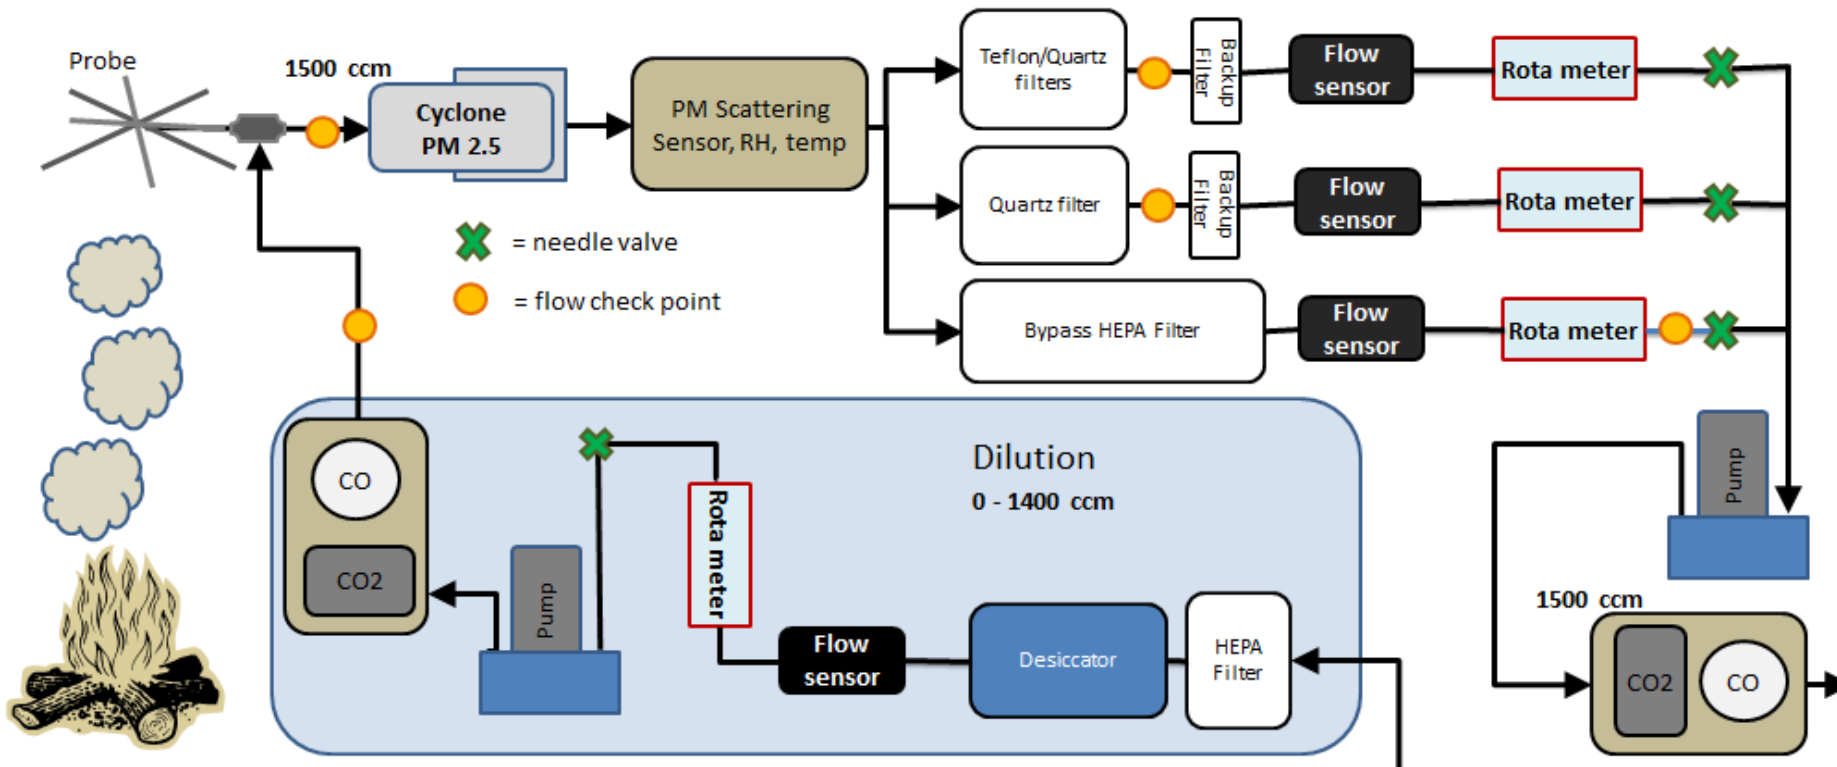 Probe
1500 ccm
Cyclone
PM 2.5
PM Scattering
Sensor, RH, temp
Teflon/Quartz
filters
Backup
Filter
Flow
sensor
Rota meter
Quartz filter
Backup
Filter
Flow
sensor
Rota meter
= needle valve
= flow check point
Bypass HEPA Filter
Flow
sensor
Rota meter
Dilution
0 - 1400 ccm
CO
CO2
Pump
Rota meter
Flow
sensor
Desiccator
HEPA
Filter
Pump
1500 ccm
CO2
CO